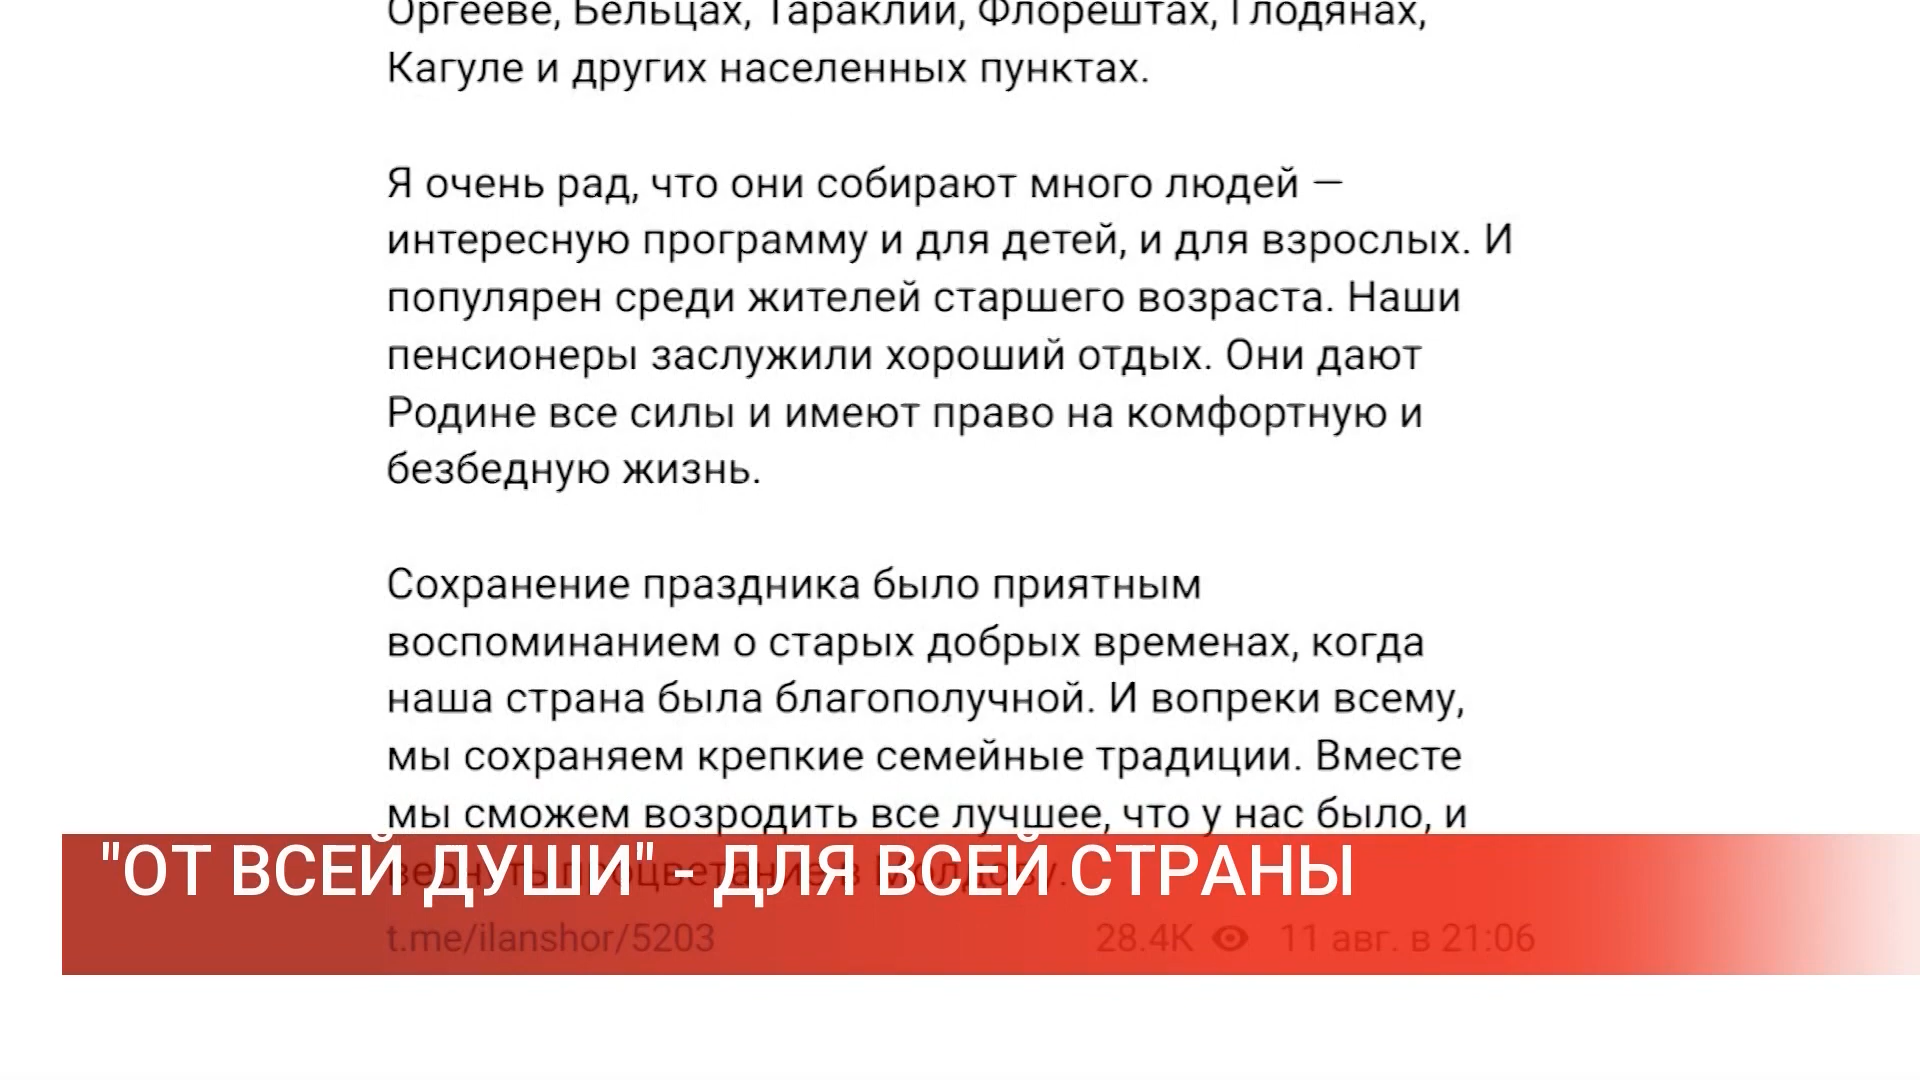 Оргееве, Бельцах, Тараклии, Флорештах, Глодянах,
Кагуле и других населенных пунктах.
Я очень рад, что они собирают много людей —
интересную программу и для детей, и для взрослых. И
популярен среди жителей старшего возраста. Наши
пенсионеры заслужили хороший отдых. Они дают
Родине все силы и имеют право на комфортную и
безбедную жизнь.
Сохранение праздника было приятным
воспоминанием о старых добрых временах, когда
наша страна была благополучной. И вопреки всему,
мы сохраняем крепкие семейные традиции. Вместе
мы сможем возродить все лучшее, что у нас было, и
вернуть процветание в Молдову.
"ОТ ВСЕЙ ДУШИ" - ДЛЯ ВСЕЙ СТРАНЫ
t.me/ilanshor/5203 28.4K 11 авг. в 21:06